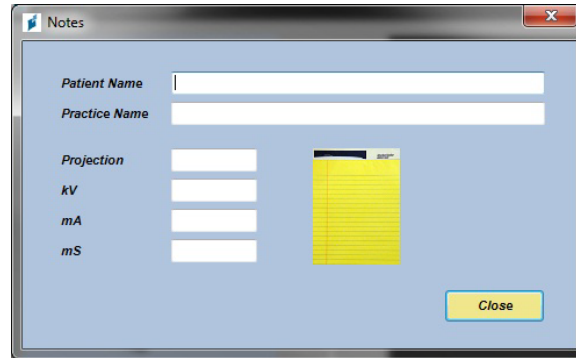 Notes
Patient Name
Practice Name
Projection
kV
mA
mS
Close